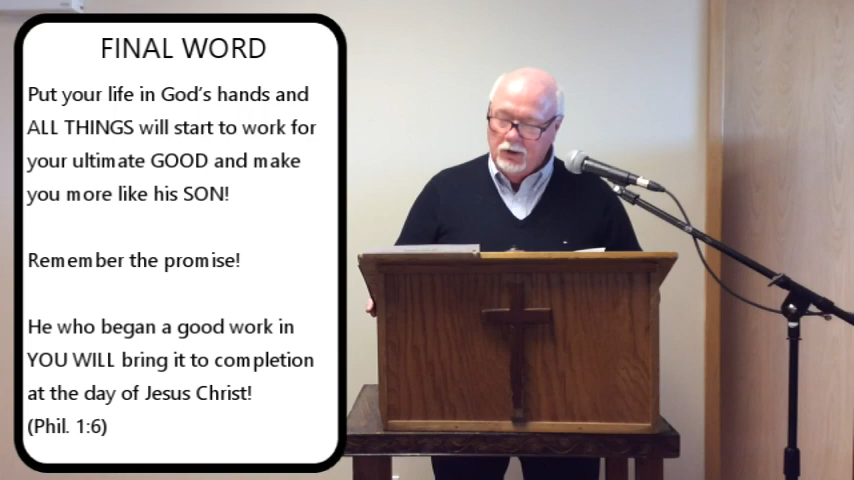 FINAL WORD
Put your life in God's hands and
ALL THINGS will start to work for
your ultimate GOOD and make
you more like his SON!
Remember the promise!
He who began a good work in
YOU WILL bring it to completion
at the day of Jesus Christ!
(Phil. 1:6)